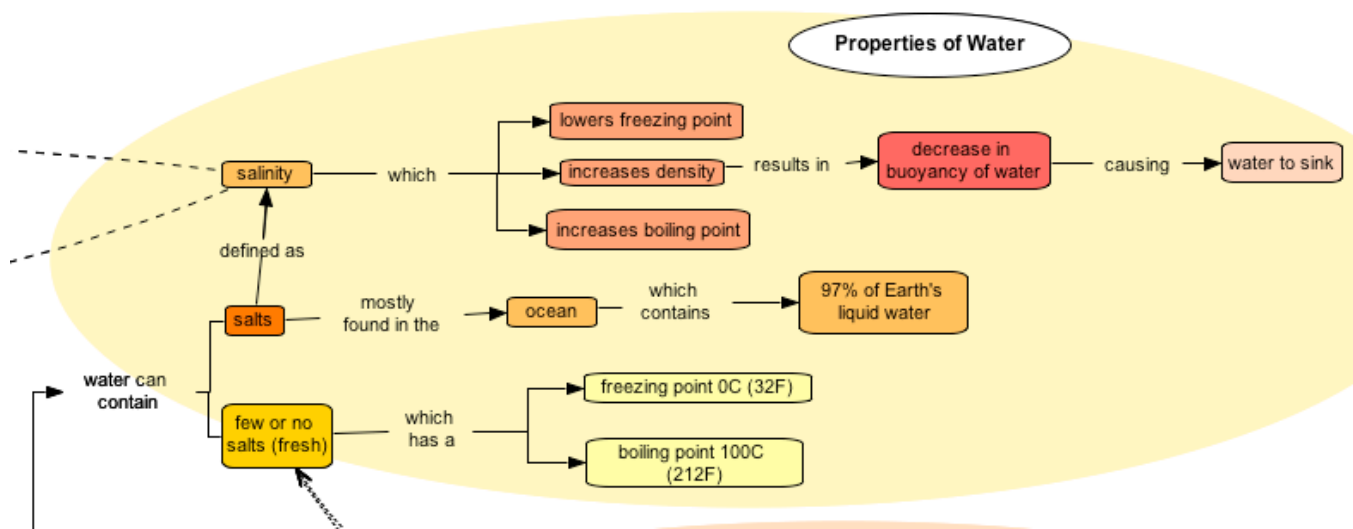 Properties of Water
lowers freezing point
salinity
which
increases density
results in
decrease in
buoyancy of water
causing
water to sink
increases boiling point
defined as
salts
mostly
found in the
ocean
which
contains
97% of Earth's
liquid water
water can
contain
few or no
salts (fresh)
which
has a
freezing point 0C (32F)
boiling point 100C
(212F)